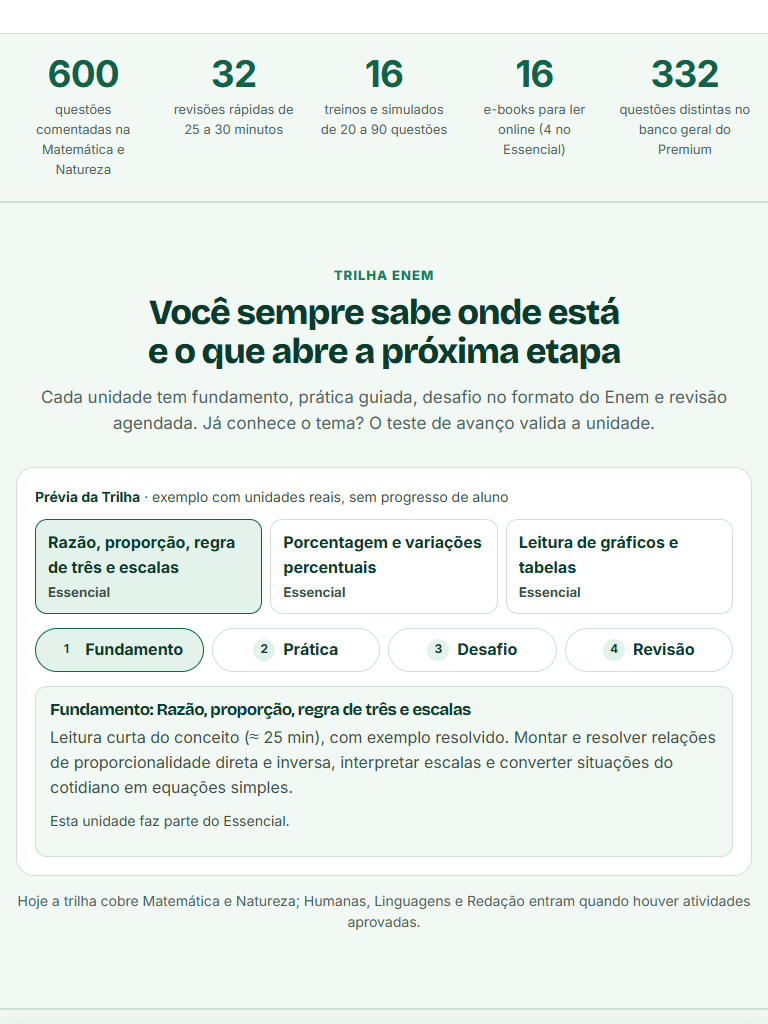 600
questões
comentadas na
Matemática e
Natureza
32
revisões rápidas de
25 a 30 minutos
16
treinos e simulados
de 20 a 90 questões
16
e-books para ler
online (4 no
Essencial)
332
questões distintas no
banco geral do
Premium
TRILHA ENEM
Você sempre sabe onde está
e o que abre a próxima etapa
Cada unidade tem fundamento, prática guiada, desafio no formato do Enem e revisão
agendada. Já conhece o tema? O teste de avanço valida a unidade.
Prévia da Trilha · exemplo com unidades reais, sem progresso de aluno
Razão, proporção, regra
de três e escalas
Essencial
Porcentagem e variações
percentuais
Essencial
Leitura de gráficos e
tabelas
Essencial
1 Fundamento
2 Prática
3 Desafio
4 Revisão
Fundamento: Razão, proporção, regra de três e escalas
Leitura curta do conceito (≈ 25 min), com exemplo resolvido. Montar e resolver relações
de proporcionalidade direta e inversa, interpretar escalas e converter situações do
cotidiano em equações simples.
Esta unidade faz parte do Essencial.
Hoje a trilha cobre Matemática e Natureza; Humanas, Linguagens e Redação entram quando houver atividades
aprovadas.